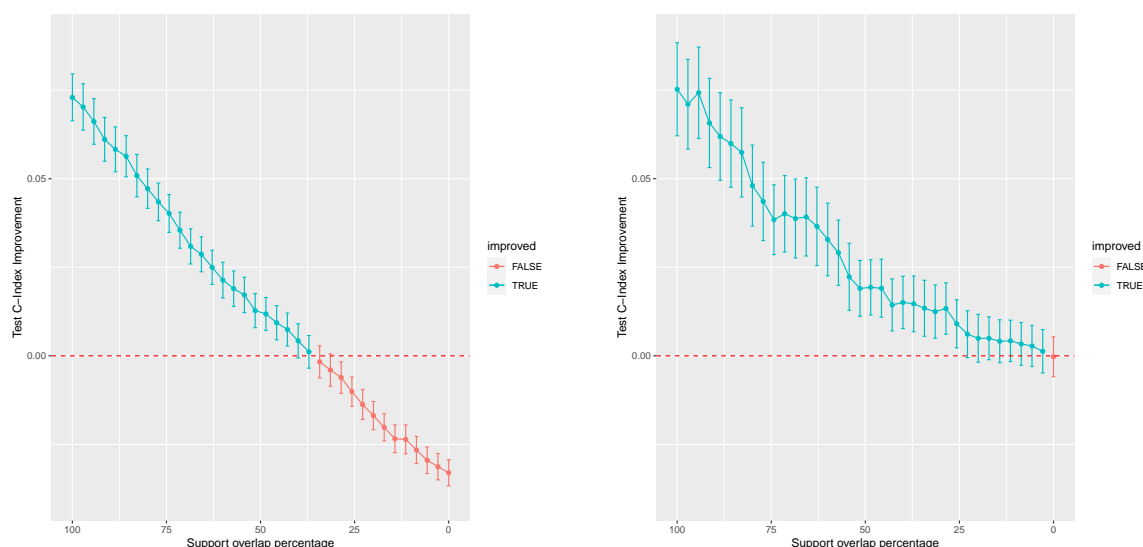 Test C−Index Improvement
0.05
0.00
100
75
50
25
0
Support overlap percentage
improved
FALSE
TRUE
Test C−Index Improvement
0.05
0.00
100
75
50
25
0
Support overlap percentage
improved
FALSE
TRUE